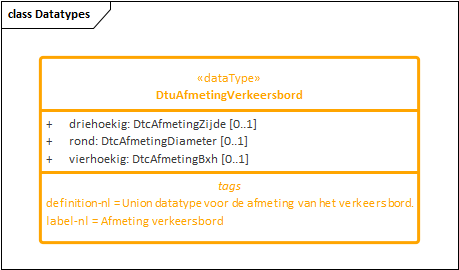 class Datatypes
«dataType»
DtuAfmetingVerkeersbord
+ driehoekig: DtcAfmetingZijde [0..1]
+ rond: DtcAfmetingDiameter [0..1]
+ vierhoekig: DtcAfmetingBxh [0..1]
tags
definition-nl = Union datatype voor de afmeting van het verkeersbord.
label-nl = Afmeting verkeersbord